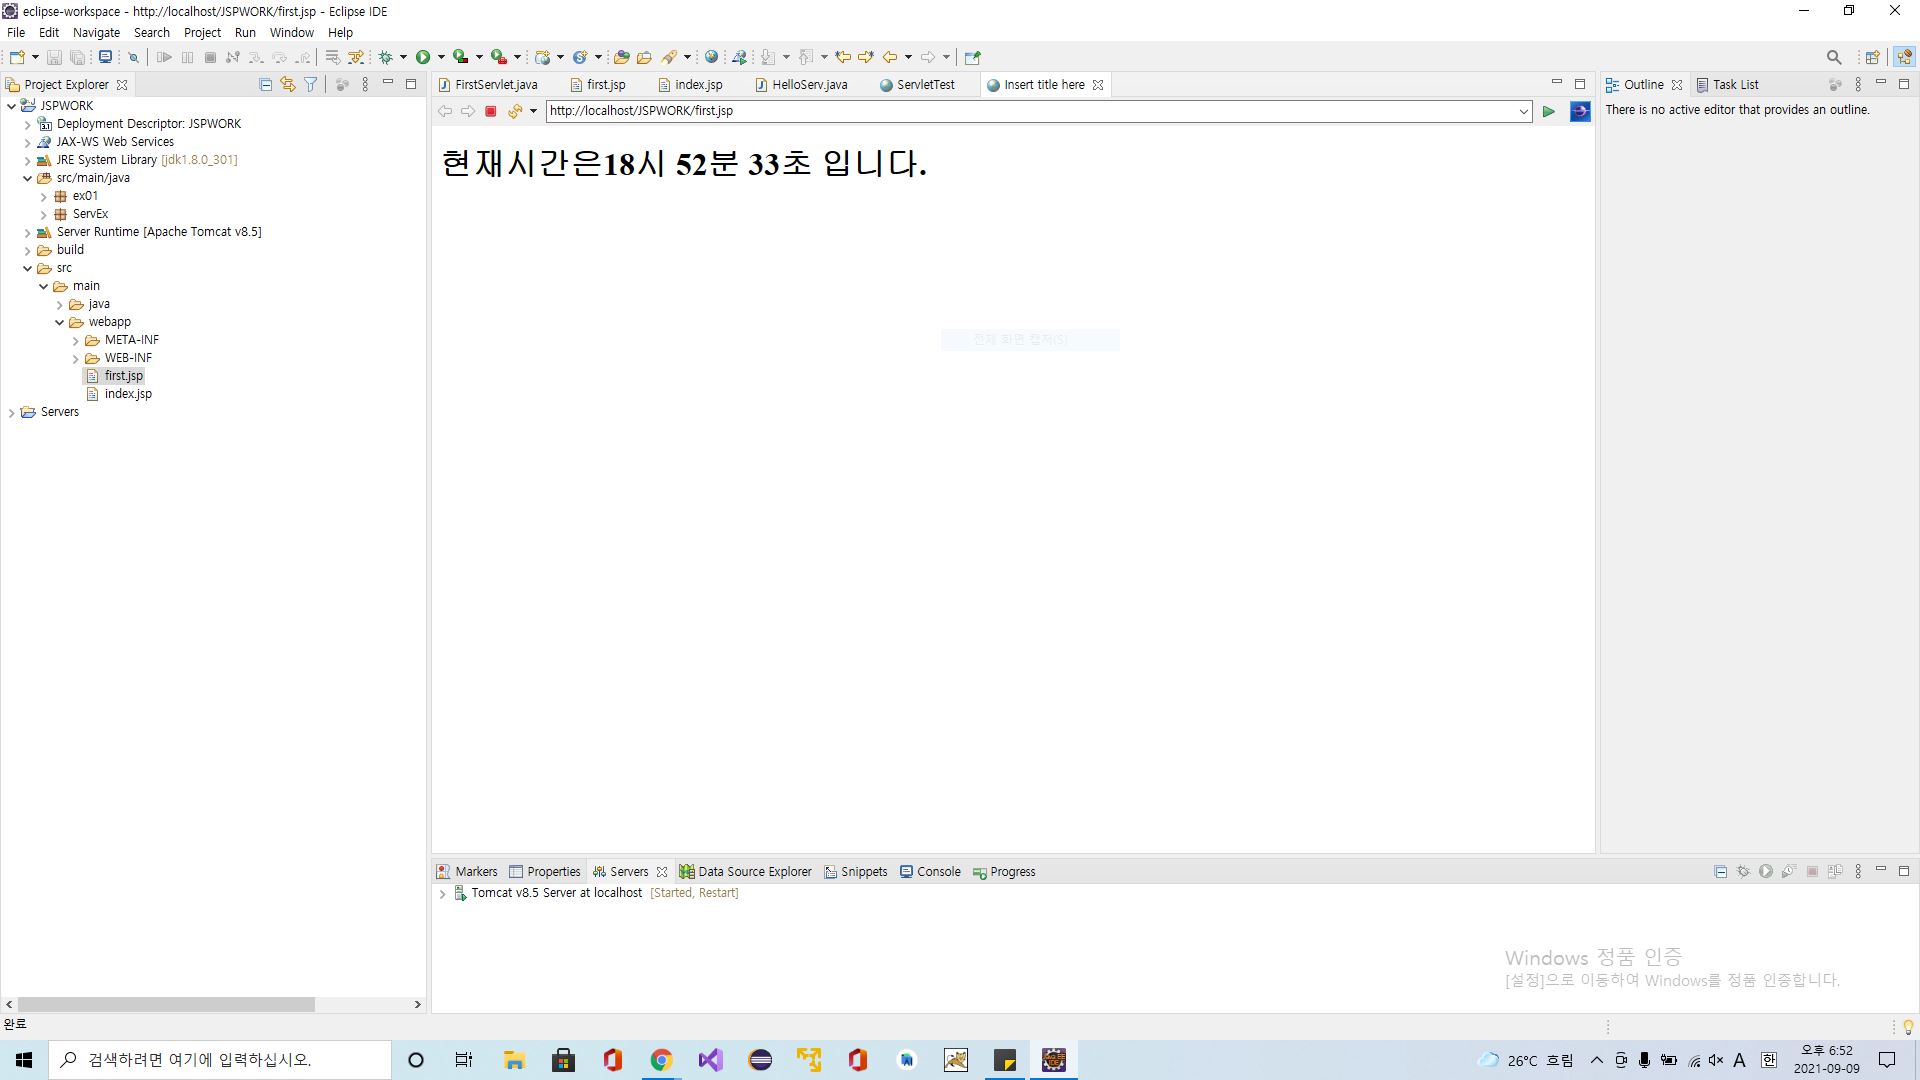 eclipse-workspace - http://localhost/JSPWORK/first.jsp - Eclipse IDE
File Edit Navigate Search Project Run Window Help
Project Explorer
FirstServlet.java first.jsp index.jsp HelloServ.java ServletTest Insert title here
Outline Task List
http://localhost/JSPWORK/first.jsp
There is no active editor that provides an outline.
JSPWORK
Deployment Descriptor: JSPWORK
JAX-WS Web Services
JRE System Library [jdk1.8.0_301]
src/main/java
ex01
ServEx
Server Runtime [Apache Tomcat v8.5]
build
src
main
java
webapp
META-INF
WEB-INF
first.jsp
index.jsp
Servers
현재시간은18시 52분 33초 입니다.
전체 화면 캡처(S)
Markers Properties Servers Data Source Explorer Snippets Console Progress
Tomcat v8.5 Server at localhost [Started, Restart]
Windows 정품 인증
[설정]으로 이동하여 Windows를 정품 인증합니다.
완료
검색하려면 여기에 입력하십시오.
26°C 흐림
A 한
오후 6:52
2021-09-09